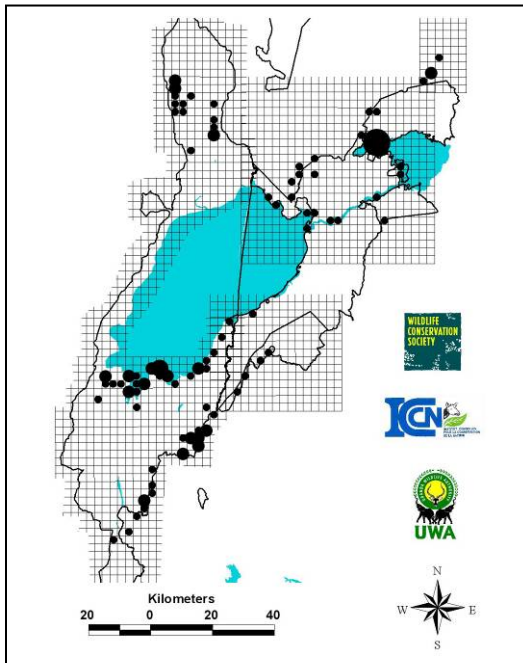 WILDLIFE
CONSERVATION
SOCIETY
ICCN
UWA
N
W E
S
Kilometers
20 0 20 40